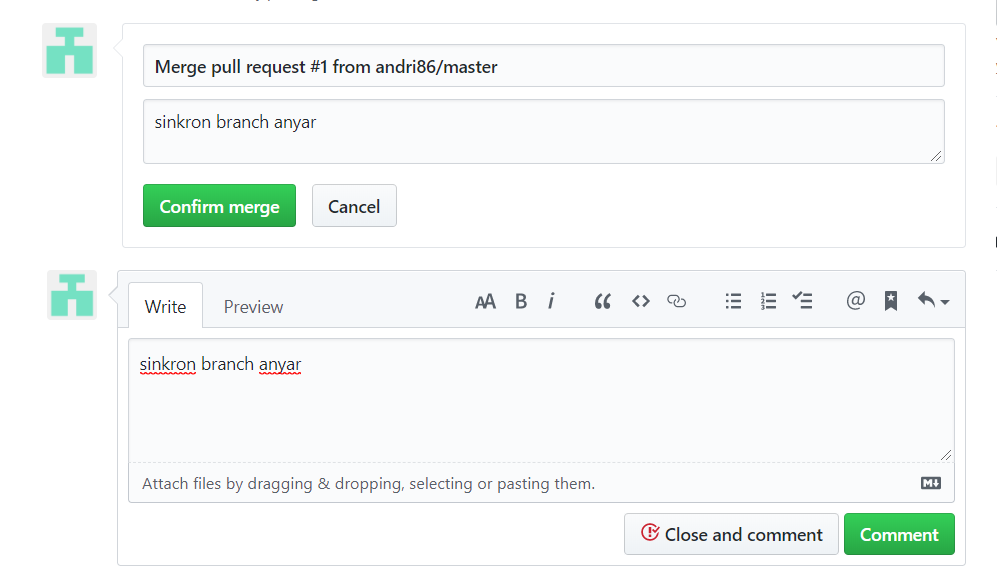 Merge pull request #1 from andri86/master
sinkron branch anyar
Confirm merge
Cancel
Write
Preview
AA B i
@
sinkron branch anyar
Attach files by dragging & dropping, selecting or pasting them.
M↓
Close and comment
Comment